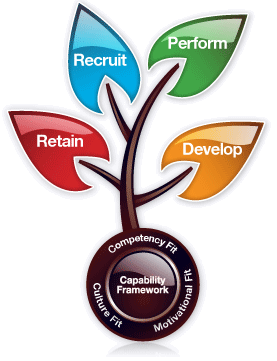 Perform
Recruit
Retain
Develop
Competency Fit
Capability
Framework
Culture Fit
Motivational Fit